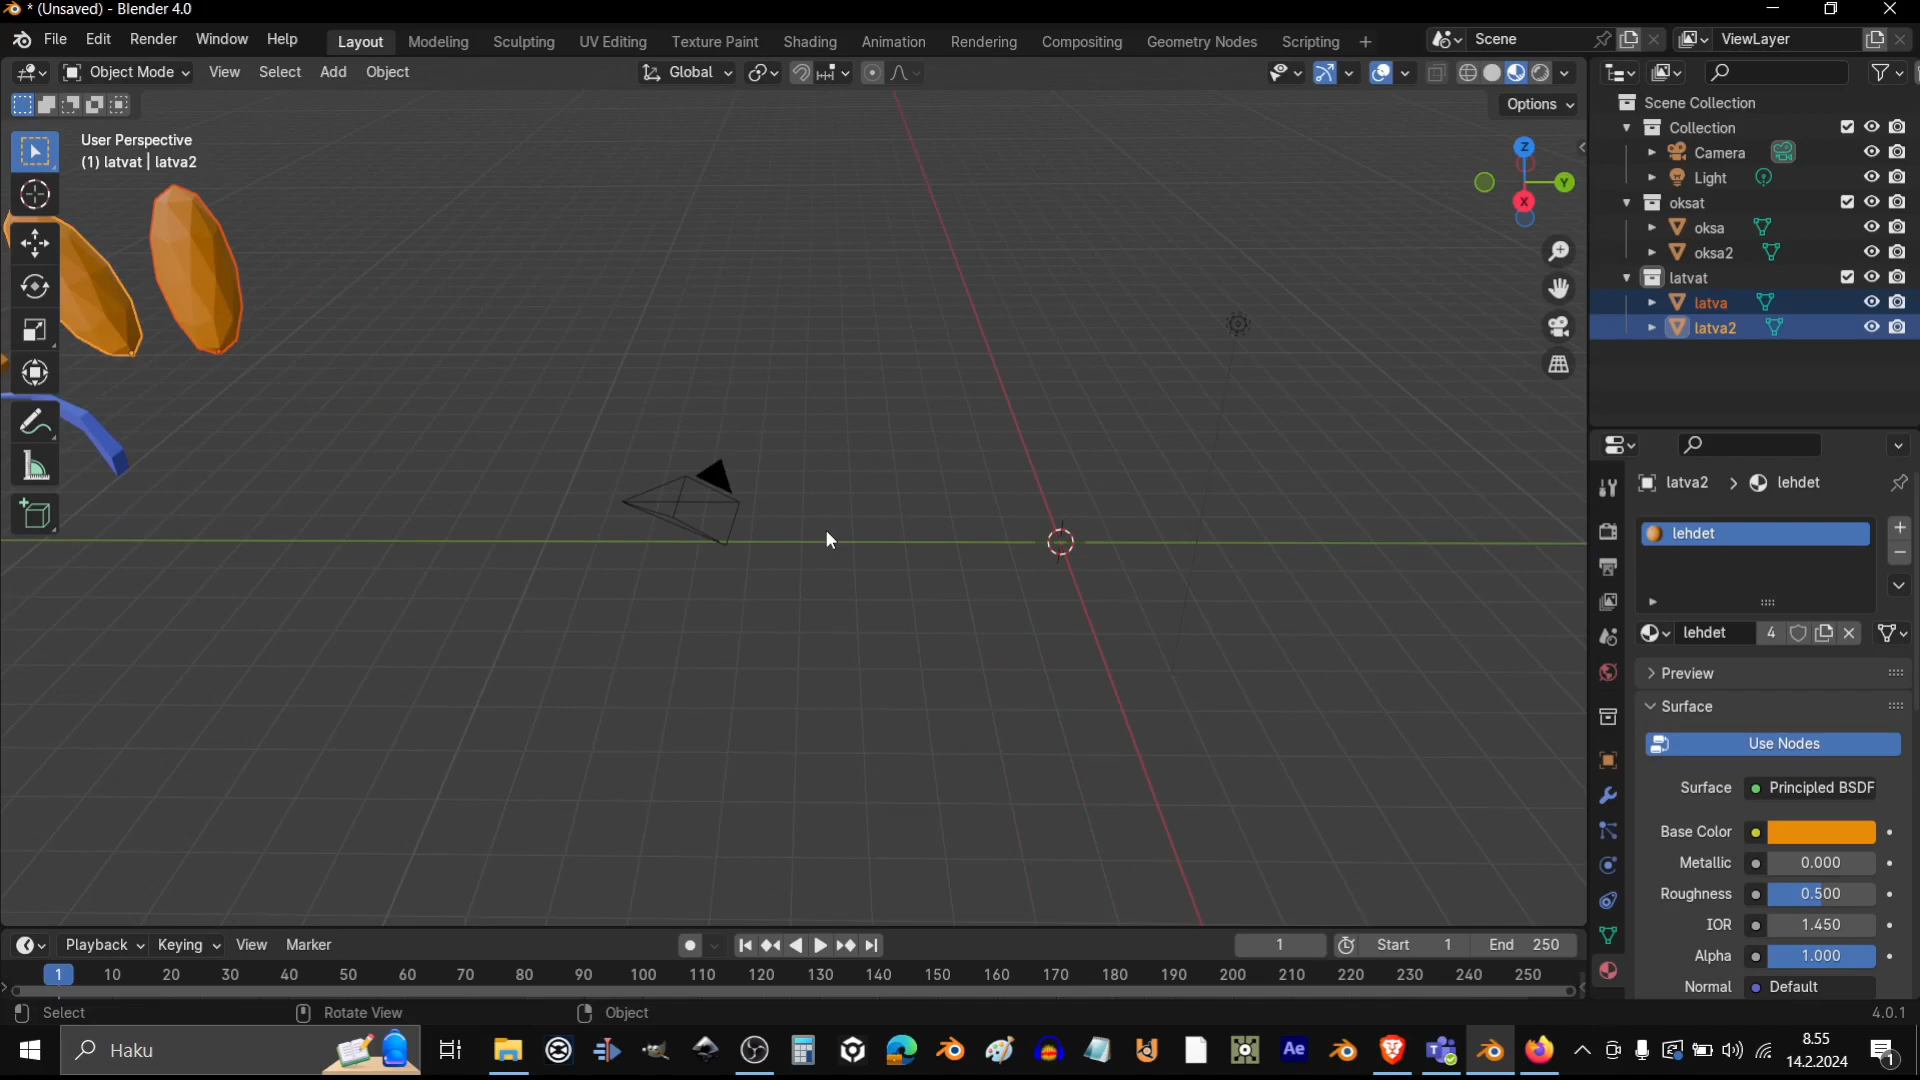 * (Unsaved) - Blender 4.0
File Edit Render Window Help Layout Modeling Sculpting UV Editing Texture Paint Shading Animation Rendering Compositing Geometry Nodes Scripting + Scene ViewLayer
Object Mode View Select Add Object Global
Options
User Perspective
(1) latvat | latva2
Z
Y
X
Scene Collection
Collection
Camera
Light
oksat
oksa
oksa2
latvat
latva
latva2
latva2 > lehdet
lehdet
lehdet 4
Preview
Surface
Use Nodes
Surface Principled BSDF
Base Color
Metallic 0.000
Roughness 0.500
IOR 1.450
Alpha 1.000
Normal Default
Playback Keying View Marker 1 Start 1 End 250
1 10 20 30 40 50 60 70 80 90 100 110 120 130 140 150 160 170 180 190 200 210 220 230 240 250
Select Rotate View Object 4.0.1
Haku Ae 8.55
14.2.2024 1